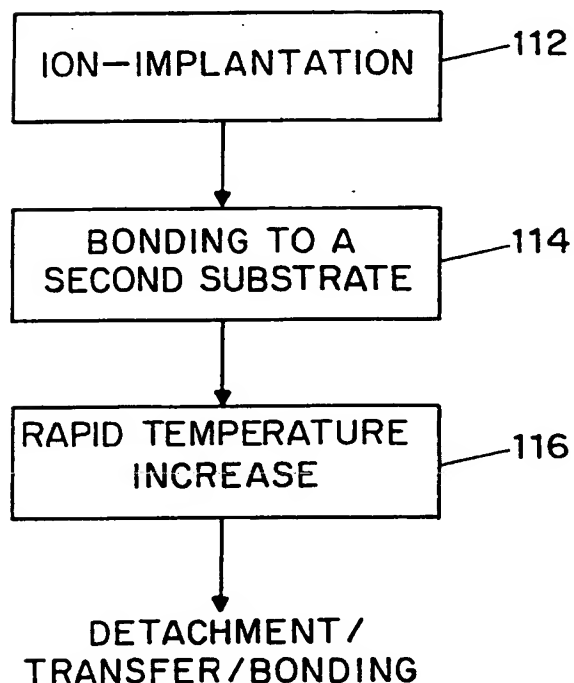 ION-IMPLANTATION
112
BONDING TO A
SECOND SUBSTRATE
114
RAPID TEMPERATURE
INCREASE
116
DETACHMENT/
TRANSFER/BONDING